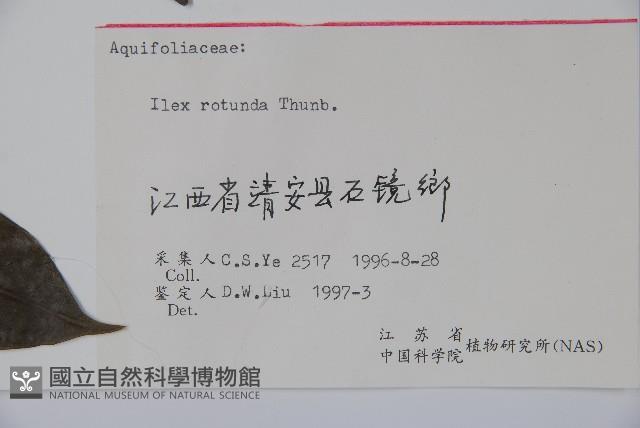 Aquifoliaceae:
Ilex rotunda Thunb.
江西省靖安县石镜鄉
采集人 C.S.Ye 2517 1996-8-28
Coll.
鉴定人 D.W.Liu 1997-3
Det.
江苏省
中国科学院 植物研究所(NAS)
國立自然科學博物館
NATIONAL MUSEUM OF NATURAL SCIENCE